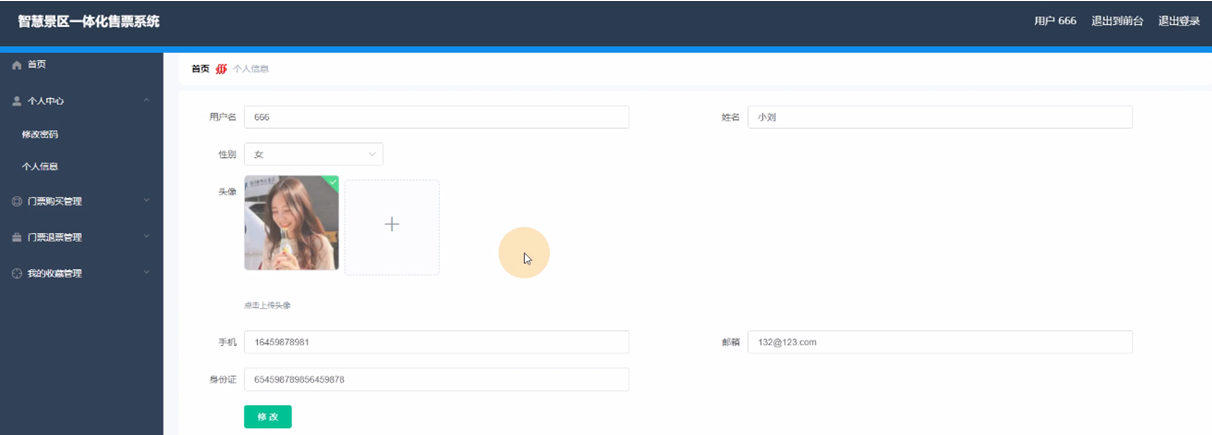 智慧景区一体化售票系统
用户 666 退出到前台 退出登录
首页
个人中心
修改密码
个人信息
门票购买管理
门票退票管理
我的收藏管理
首页 个人信息
用户名 666 姓名 小刘
性别 女
头像
点击上传头像
手机 16459878981 邮箱 132@123.com
身份证 654598789856459878
修 改